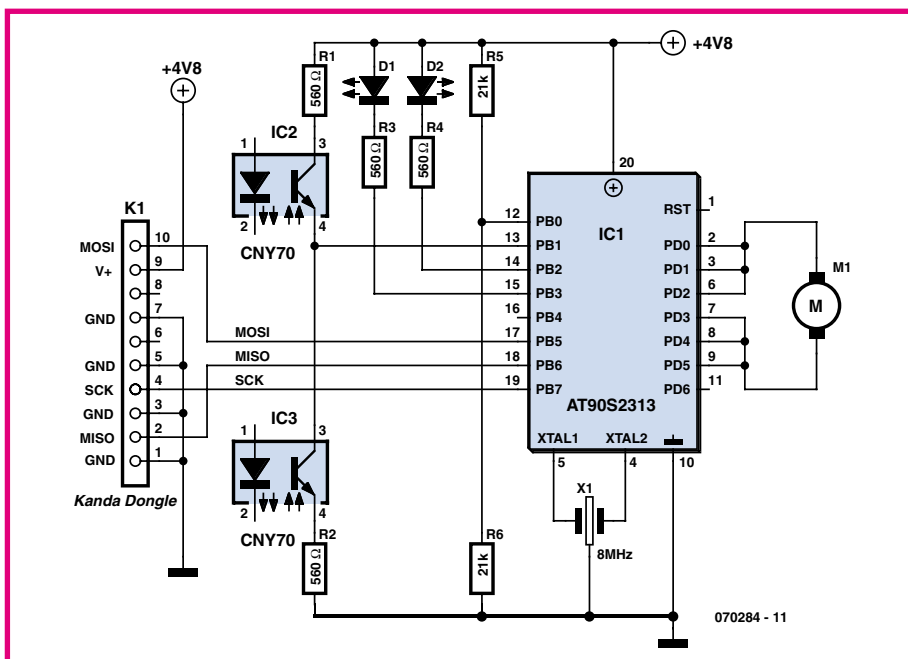 +4V8
+4V8
R1
560 Ω
D1
D2
R5
21k
R3
560 Ω
R4
560 Ω
IC2
1
3
2
4
CNY70
K1
MOSI
10
V+
9
8
GND
7
6
GND
5
SCK
4
GND
3
MISO
2
GND
1
Kanda Dongle
MOSI
MISO
SCK
IC3
1
3
2
4
CNY70
R2
560 Ω
R6
21k
20
IC1
12
PB0
13
PB1
14
PB2
15
PB3
16
PB4
17
PB5
18
PB6
19
PB7
RST
1
PD0
2
PD1
3
PD2
6
PD3
7
PD4
8
PD5
9
PD6
11
AT90S2313
XTAL1
XTAL2
5
4
10
X1
8MHz
M1
M
070284 - 11